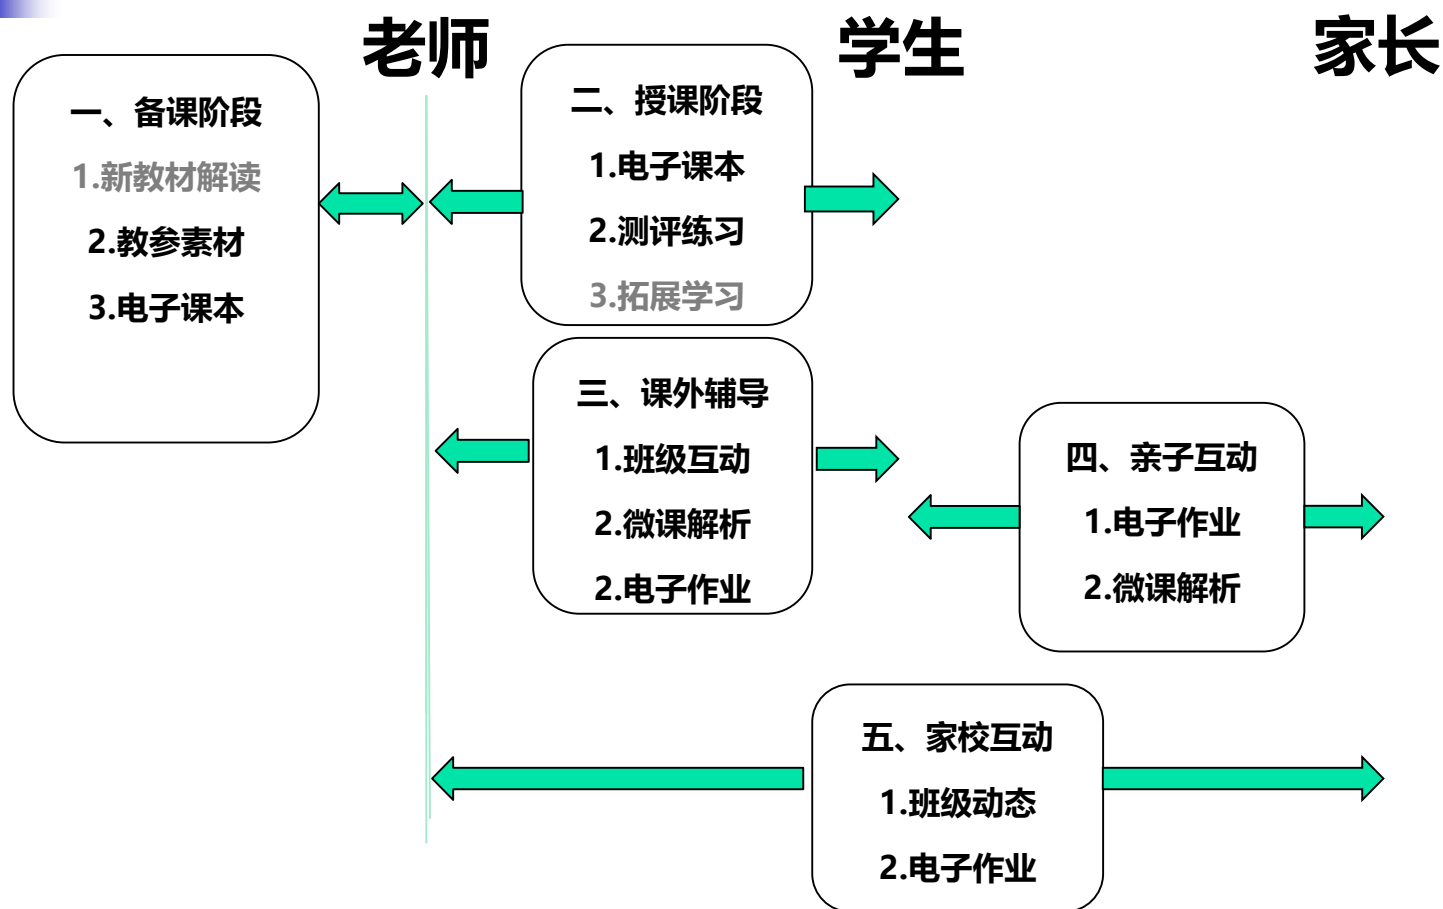 老师
学生
家长
一、备课阶段
1.新教材解读
2.教参素材
3.电子课本
二、授课阶段
1.电子课本
2.测评练习
3.拓展学习
三、课外辅导
1.班级互动
2.微课解析
2.电子作业
四、亲子互动
1.电子作业
2.微课解析
五、家校互动
1.班级动态
2.电子作业